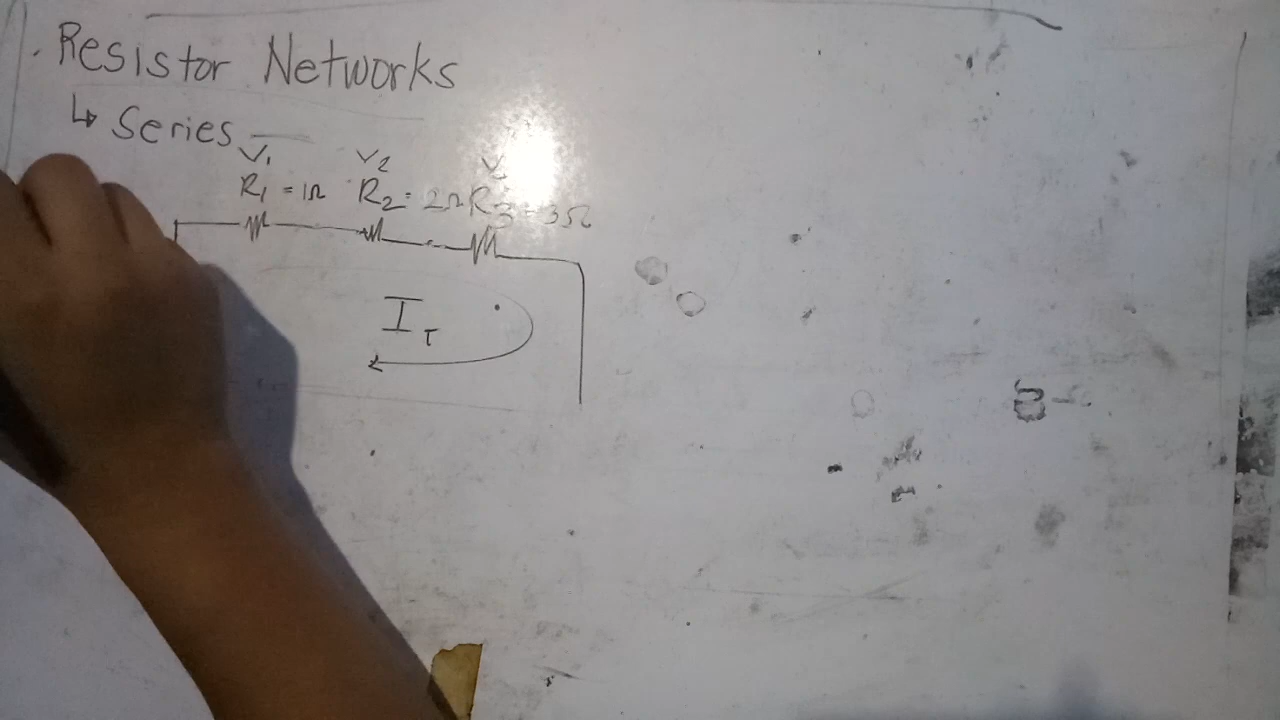 Resistor Networks
↳ Series
V₁ V₂ V
R₁ = 1Ω R₂ = 2Ω R₃ = 3Ω
I_T